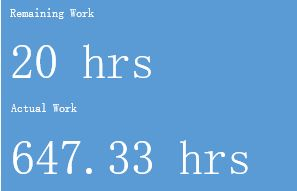 Remaining Work
20 hrs
Actual Work
647.33 hrs